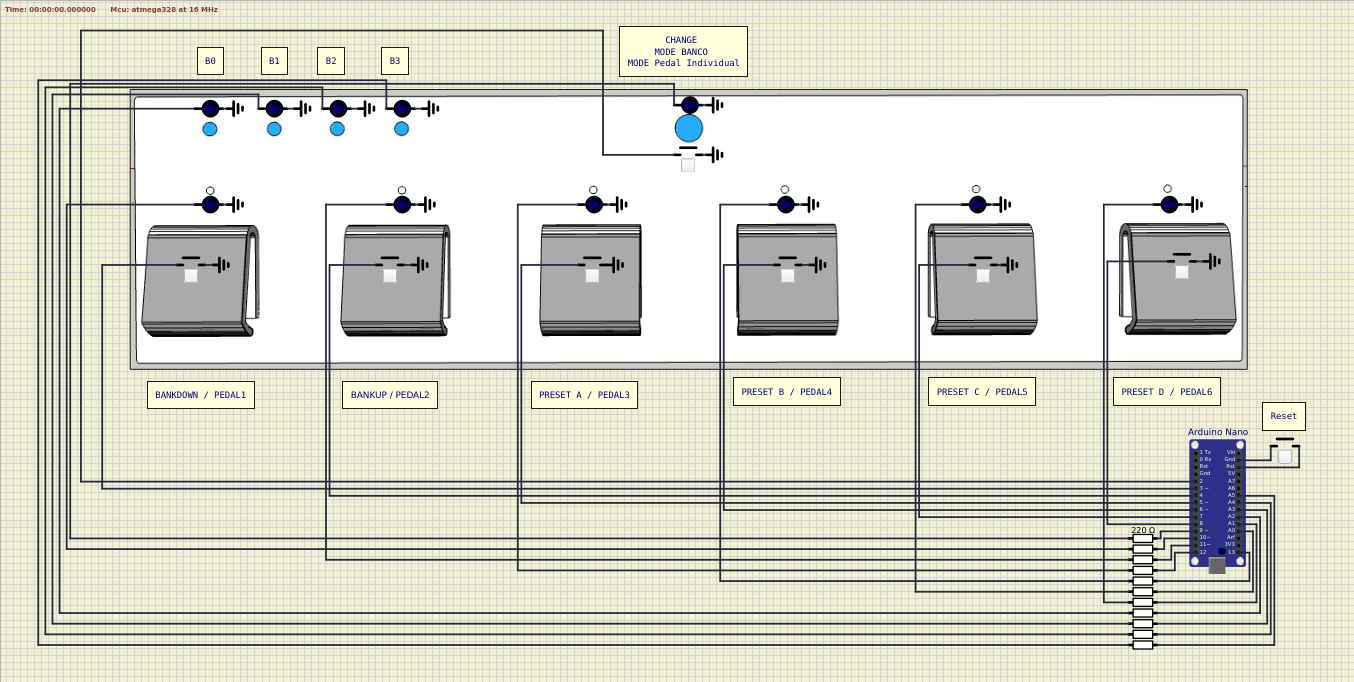 Time: 00:00:00.000000 Mcu: atmega328 at 16 MHz
CHANGE
MODE BANCO
MODE Pedal Individual
B0 B1 B2 B3
BANKDOWN / PEDAL1 BANKUP / PEDAL2 PRESET A / PEDAL3 PRESET B / PEDAL4 PRESET C / PEDAL5 PRESET D / PEDAL6
Reset
Arduino Nano
1 Tx Vin
0 Rx Gnd
Rst Rst
Gnd 5V
2 A7
3 ~ A6
4 A5
5 ~ A4
6 ~ A3
7 A2
8 A1
9 ~ A0
10~ Arf
11~ 3V3
12 13
220 Ω